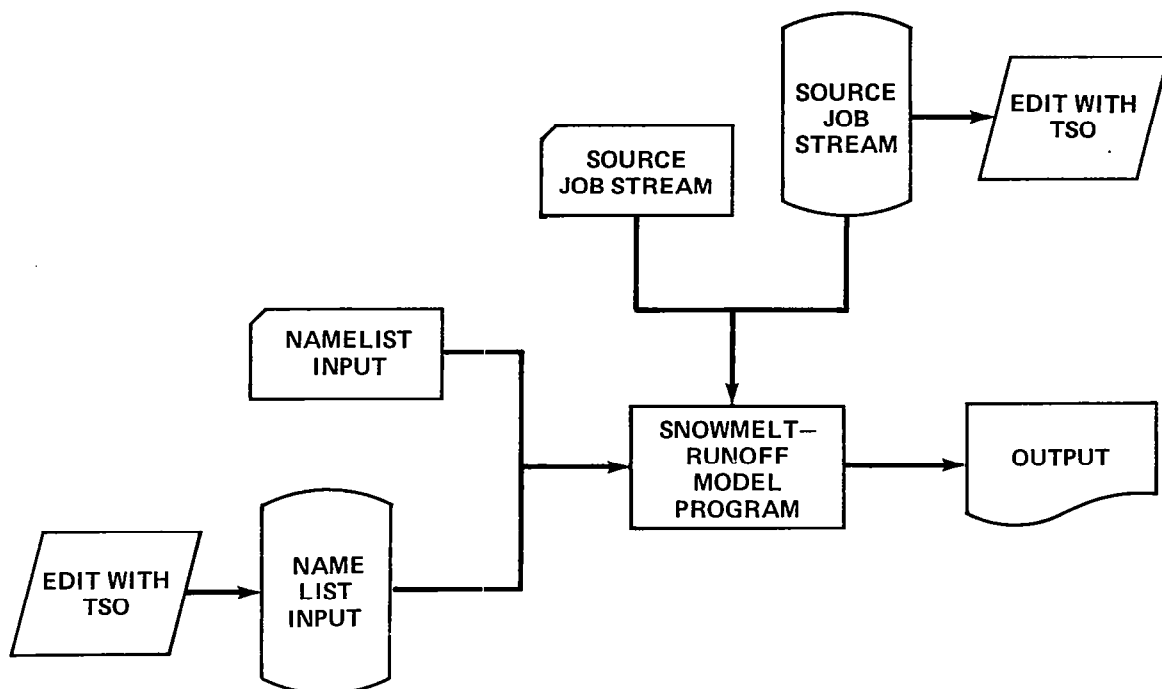 SOURCE
JOB
STREAM
EDIT WITH
TSO
SOURCE
JOB STREAM
NAMELIST
INPUT
SNOWMELT—
RUNOFF
MODEL
PROGRAM
OUTPUT
EDIT WITH
TSO
NAME
LIST
INPUT